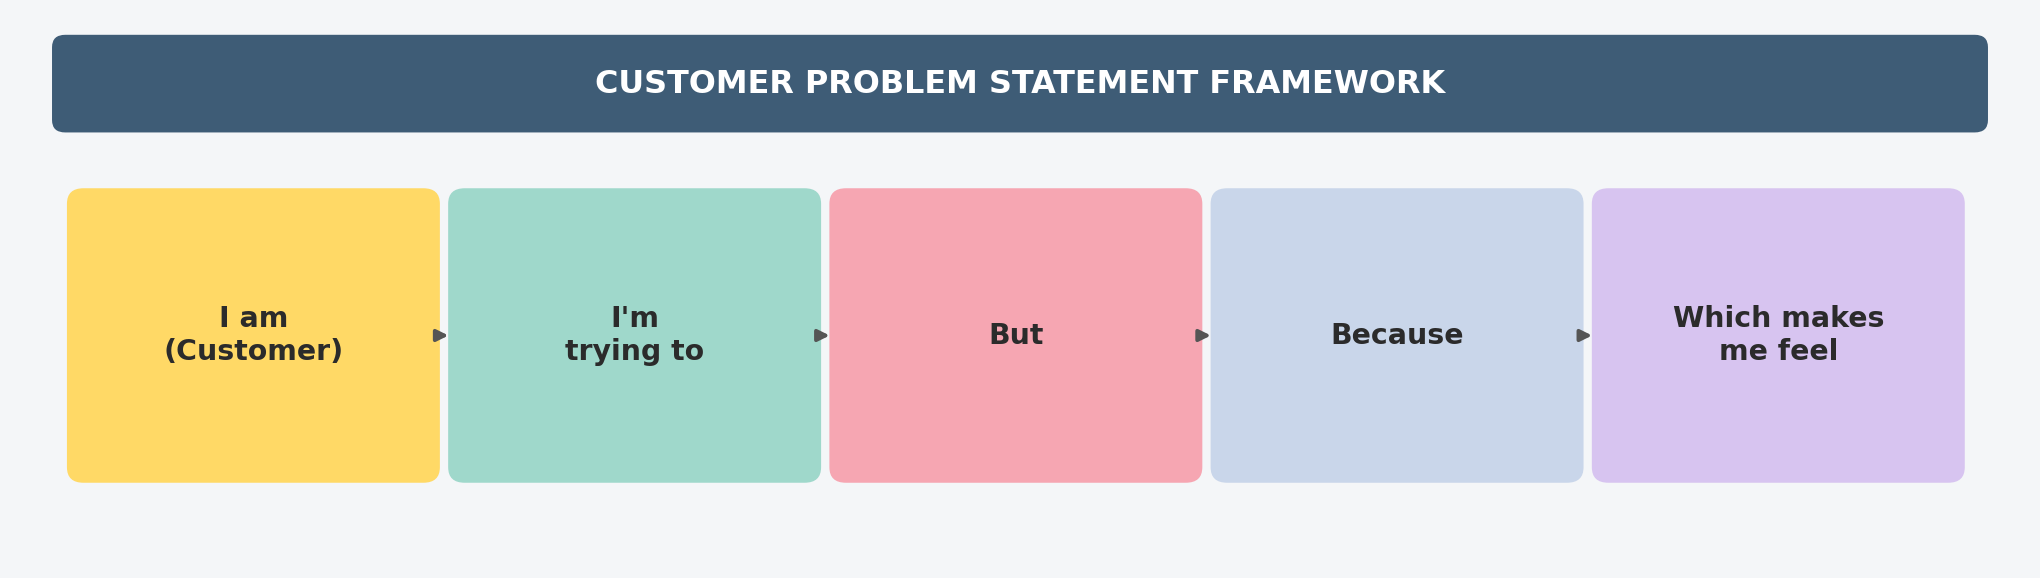 CUSTOMER PROBLEM STATEMENT FRAMEWORK
I am
(Customer)
I'm
trying to
But
Because
Which makes
me feel